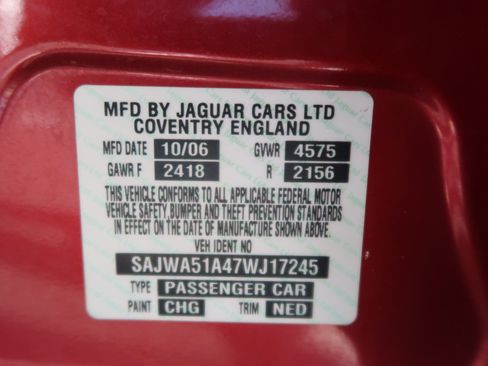 MFD BY JAGUAR CARS LTD
COVENTRY ENGLAND
MFD DATE 10/06 GVWR 4575
GAWR F 2418 R 2156
THIS VEHICLE CONFORMS TO ALL APPLICABLE FEDERAL MOTOR
VEHICLE SAFETY,BUMPER AND THEFT PREVENTION STANDARDS
IN EFFECT ON THE DATE OF MANUFACTURE SHOWN ABOVE.
VEH IDENT NO
SAJWA51A47WJ17245
TYPE PASSENGER CAR
PAINT CHG TRIM NED